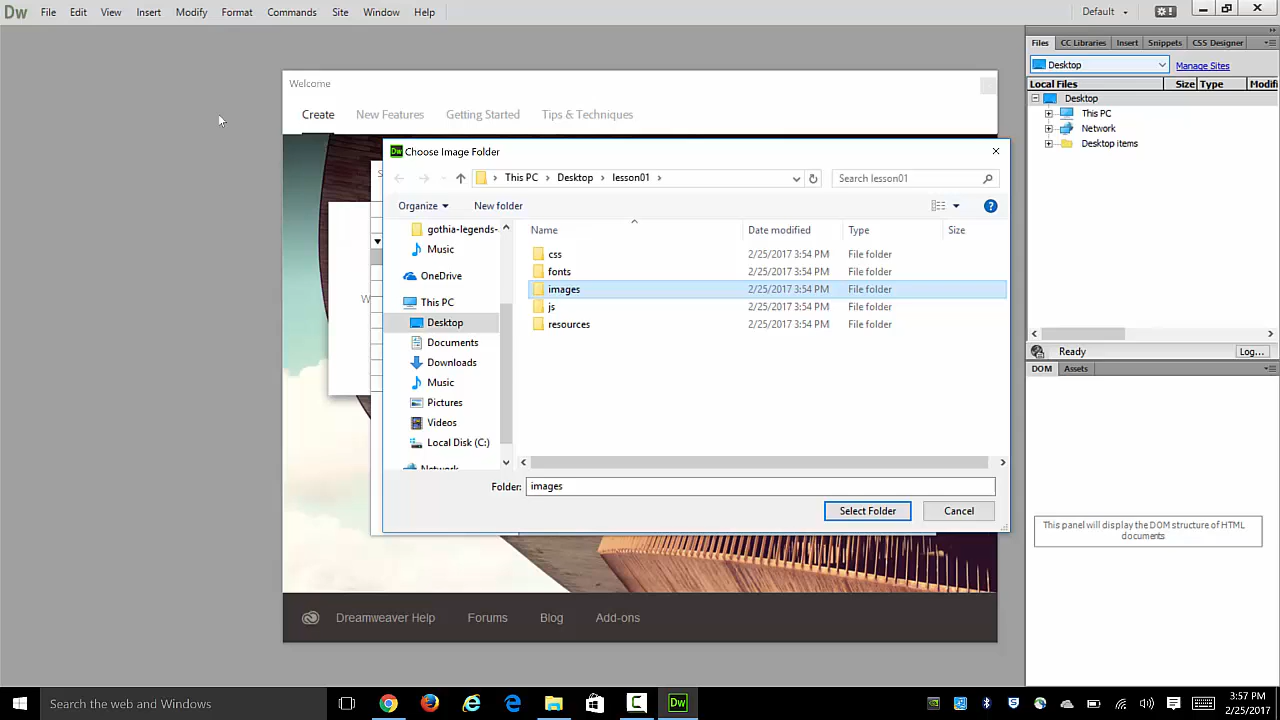 Dw File Edit View Insert Modify Format Commands Site Window Help Default
Files CC Libraries Insert Snippets CSS Designer
Desktop Manage Sites
Local Files Size Type Modifi
Desktop
This PC
Network
Desktop items
Ready Log...
DOM Assets
This panel will display the DOM structure of HTML
documents
Welcome
Create New Features Getting Started Tips & Techniques
Dw Choose Image Folder
This PC Desktop lesson01 Search lesson01
Organize New folder
gothia-legends-
Music
OneDrive
This PC
Desktop
Documents
Downloads
Music
Pictures
Videos
Local Disk (C:)
Network
Name Date modified Type Size
css 2/25/2017 3:54 PM File folder
fonts 2/25/2017 3:54 PM File folder
images 2/25/2017 3:54 PM File folder
js 2/25/2017 3:54 PM File folder
resources 2/25/2017 3:54 PM File folder
Folder: images
Select Folder Cancel
Dreamweaver Help Forums Blog Add-ons
Search the web and Windows
Dw
3:57 PM
2/25/2017